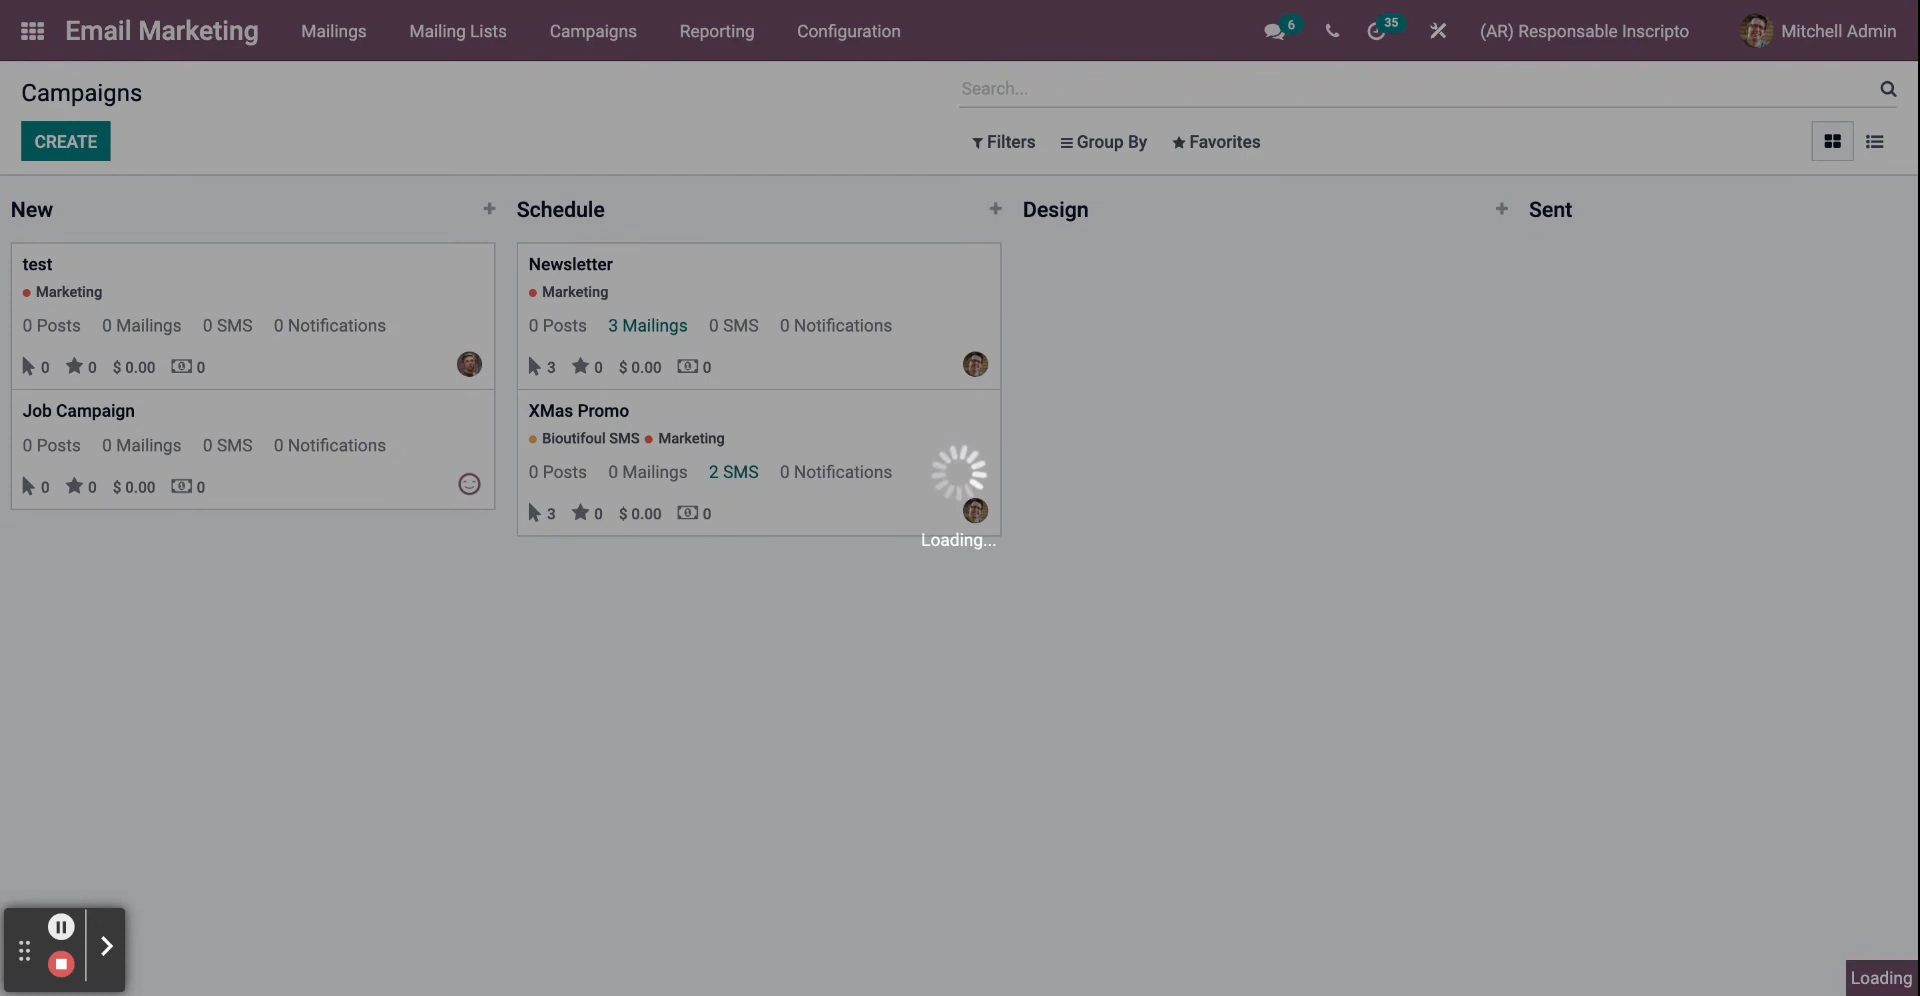 Email Marketing Mailings Mailing Lists Campaigns Reporting Configuration 6 35 (AR) Responsable Inscripto Mitchell Admin
Campaigns Search...
CREATE Filters Group By Favorites
New + Schedule + Design + Sent
test
Marketing
0 Posts 0 Mailings 0 SMS 0 Notifications
0 0 $ 0.00 0
Job Campaign
0 Posts 0 Mailings 0 SMS 0 Notifications
0 0 $ 0.00 0
Newsletter
Marketing
0 Posts 3 Mailings 0 SMS 0 Notifications
3 0 $ 0.00 0
XMas Promo
Bioutifoul SMS Marketing
0 Posts 0 Mailings 2 SMS 0 Notifications
3 0 $ 0.00 0
Loading...
Loading